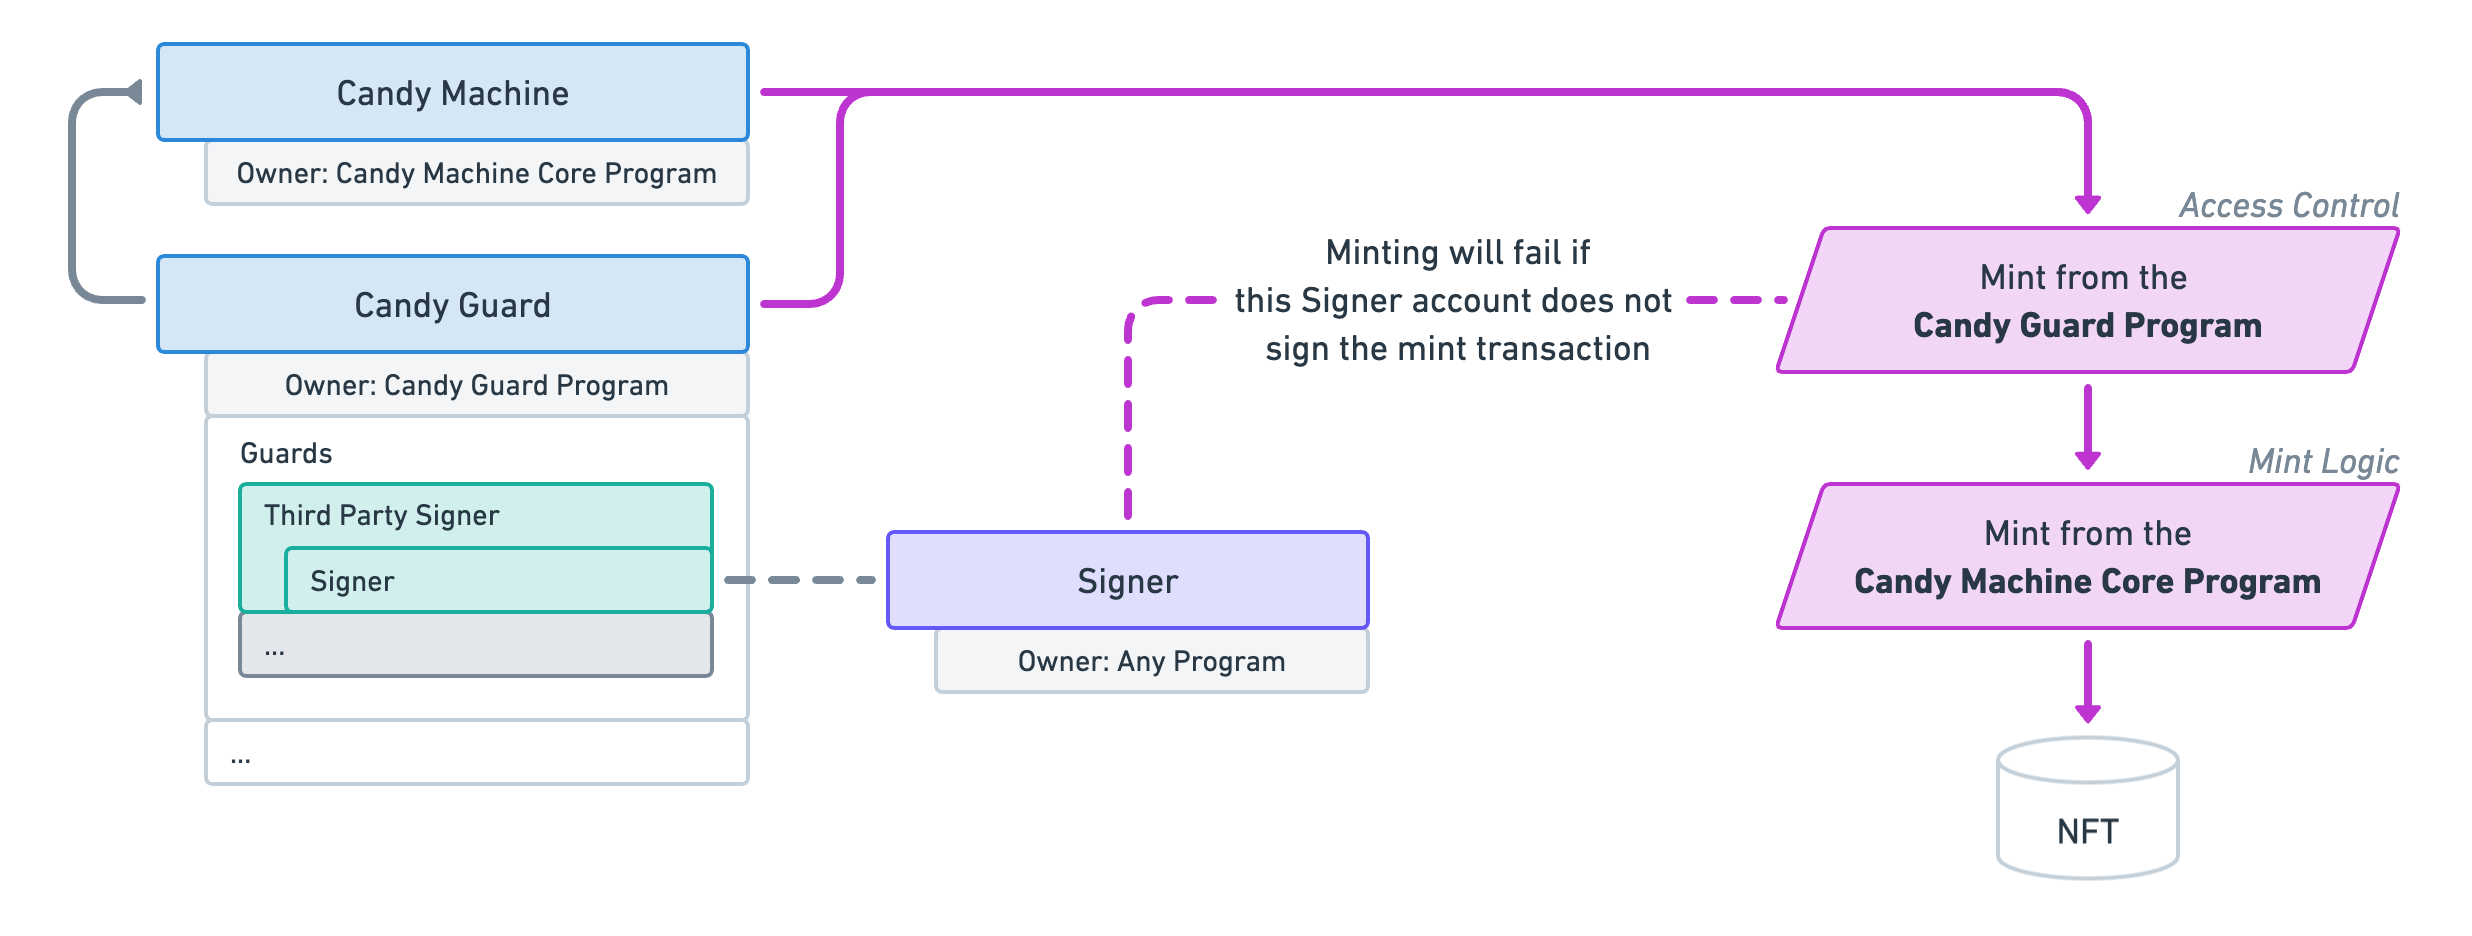 Candy Machine
Owner: Candy Machine Core Program
Candy Guard
Owner: Candy Guard Program
Guards
Third Party Signer
Signer
...
...
Signer
Owner: Any Program
Minting will fail if
this Signer account does not
sign the mint transaction
Access Control
Mint from the
Candy Guard Program
Mint Logic
Mint from the
Candy Machine Core Program
NFT